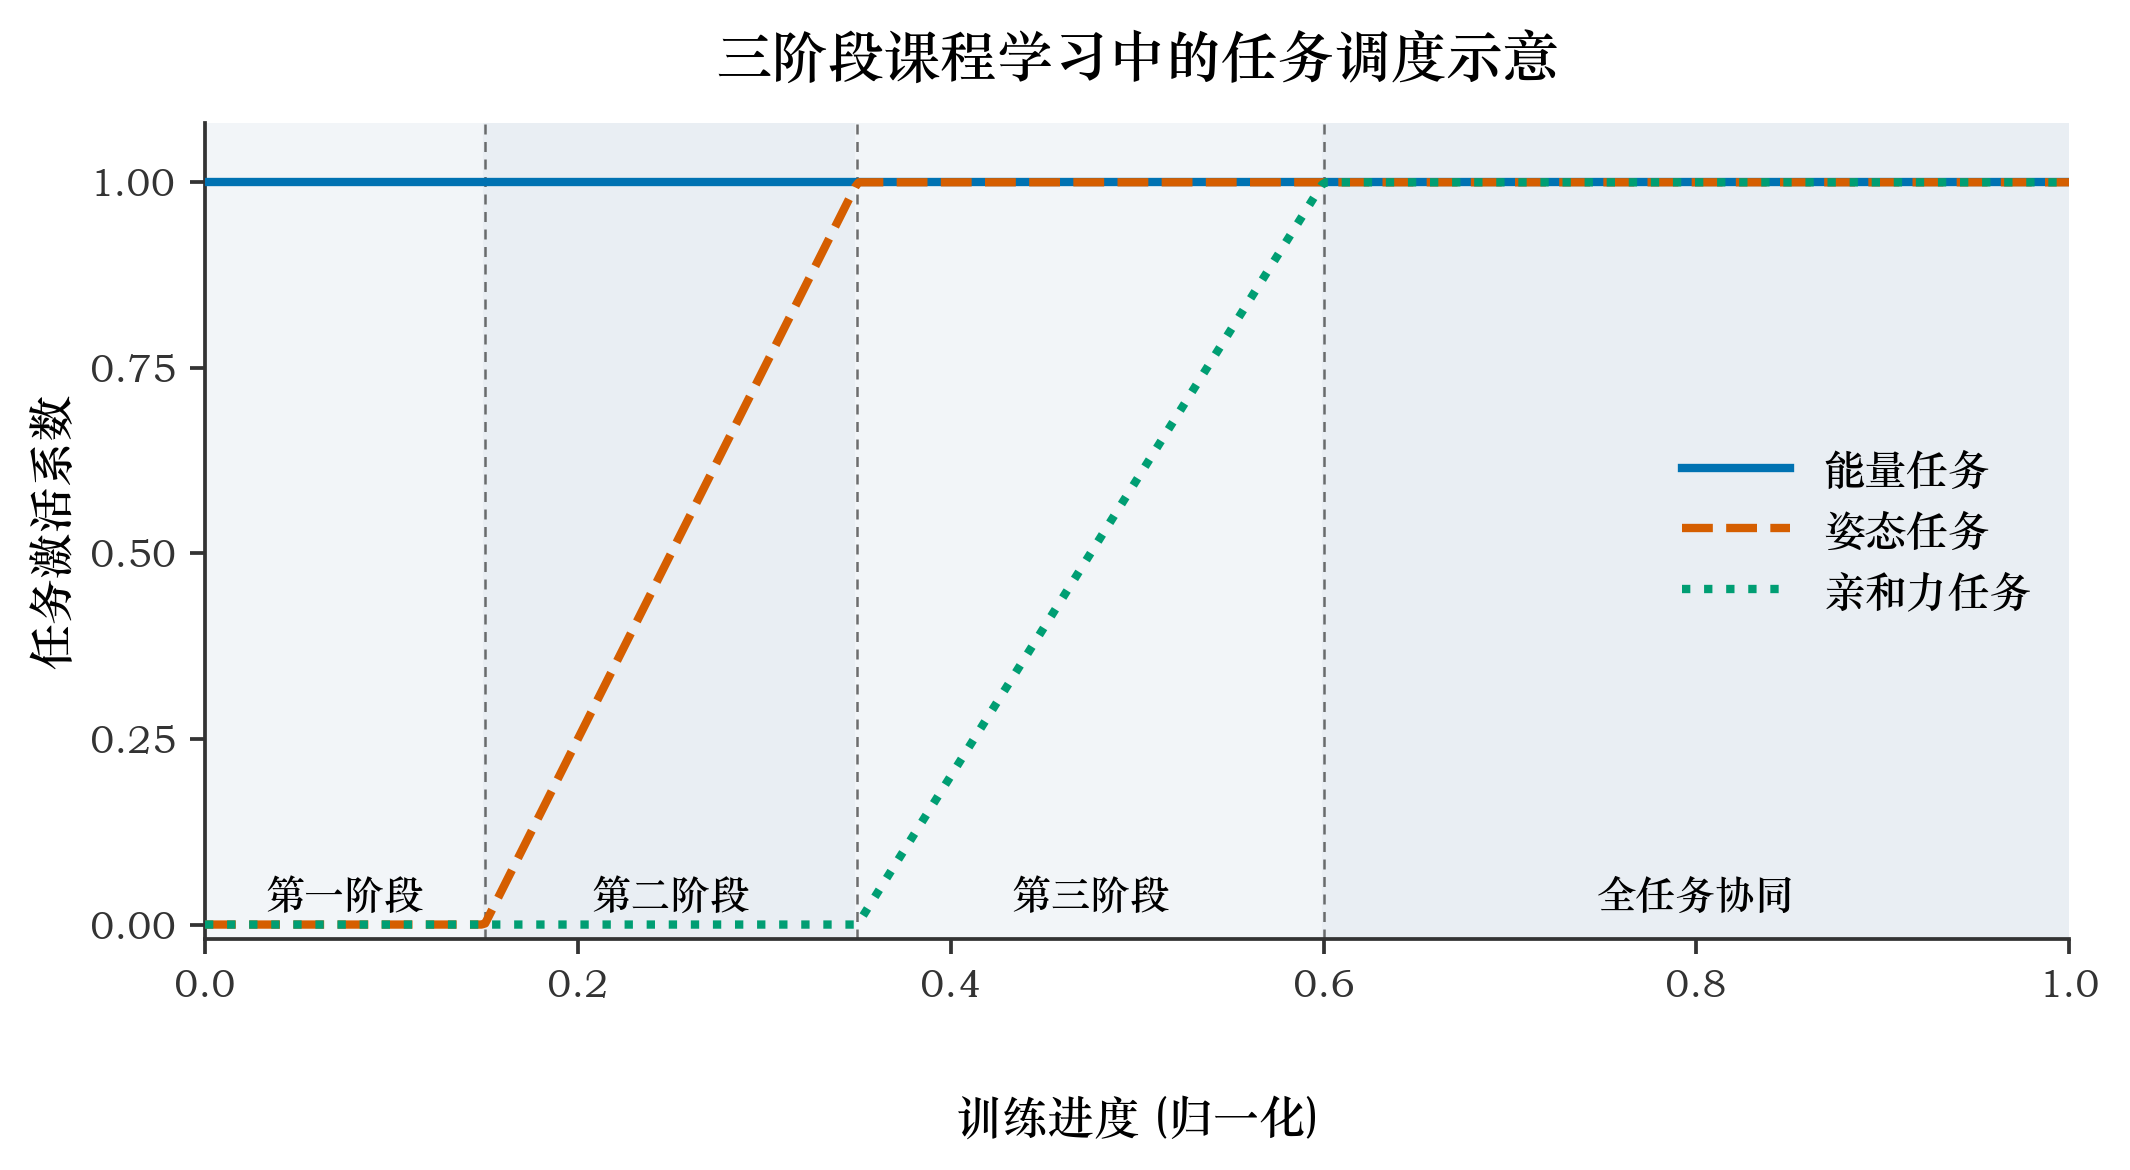 三阶段课程学习中的任务调度示意
任务激活系数
1.00
0.75
0.50
0.25
0.00
能量任务
姿态任务
亲和力任务
第一阶段 第二阶段 第三阶段 全任务协同
0.0 0.2 0.4 0.6 0.8 1.0
训练进度 (归一化)